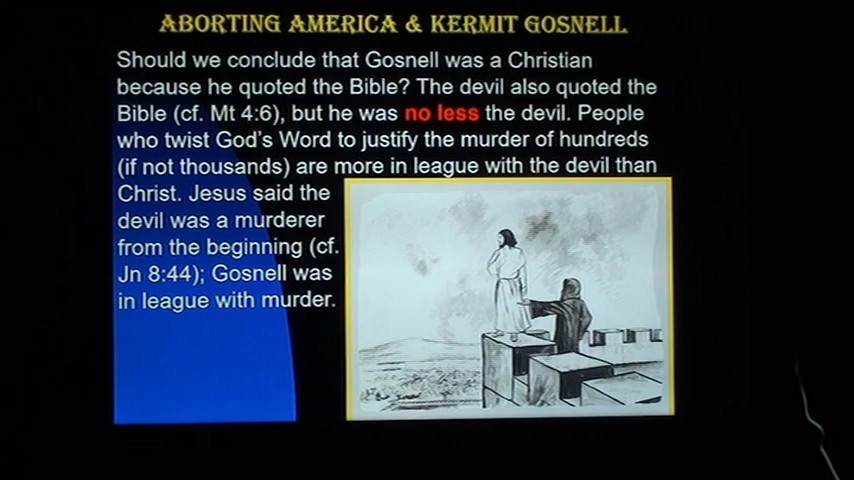 ABORTING AMERICA & KERMIT GOSNELL
Should we conclude that Gosnell was a Christian
because he quoted the Bible? The devil also quoted the
Bible (cf. Mt 4:6), but he was no less the devil. People
who twist God's Word to justify the murder of hundreds
(if not thousands) are more in league with the devil than
Christ. Jesus said the
devil was a murderer
from the beginning (cf.
Jn 8:44); Gosnell was
in league with murder.